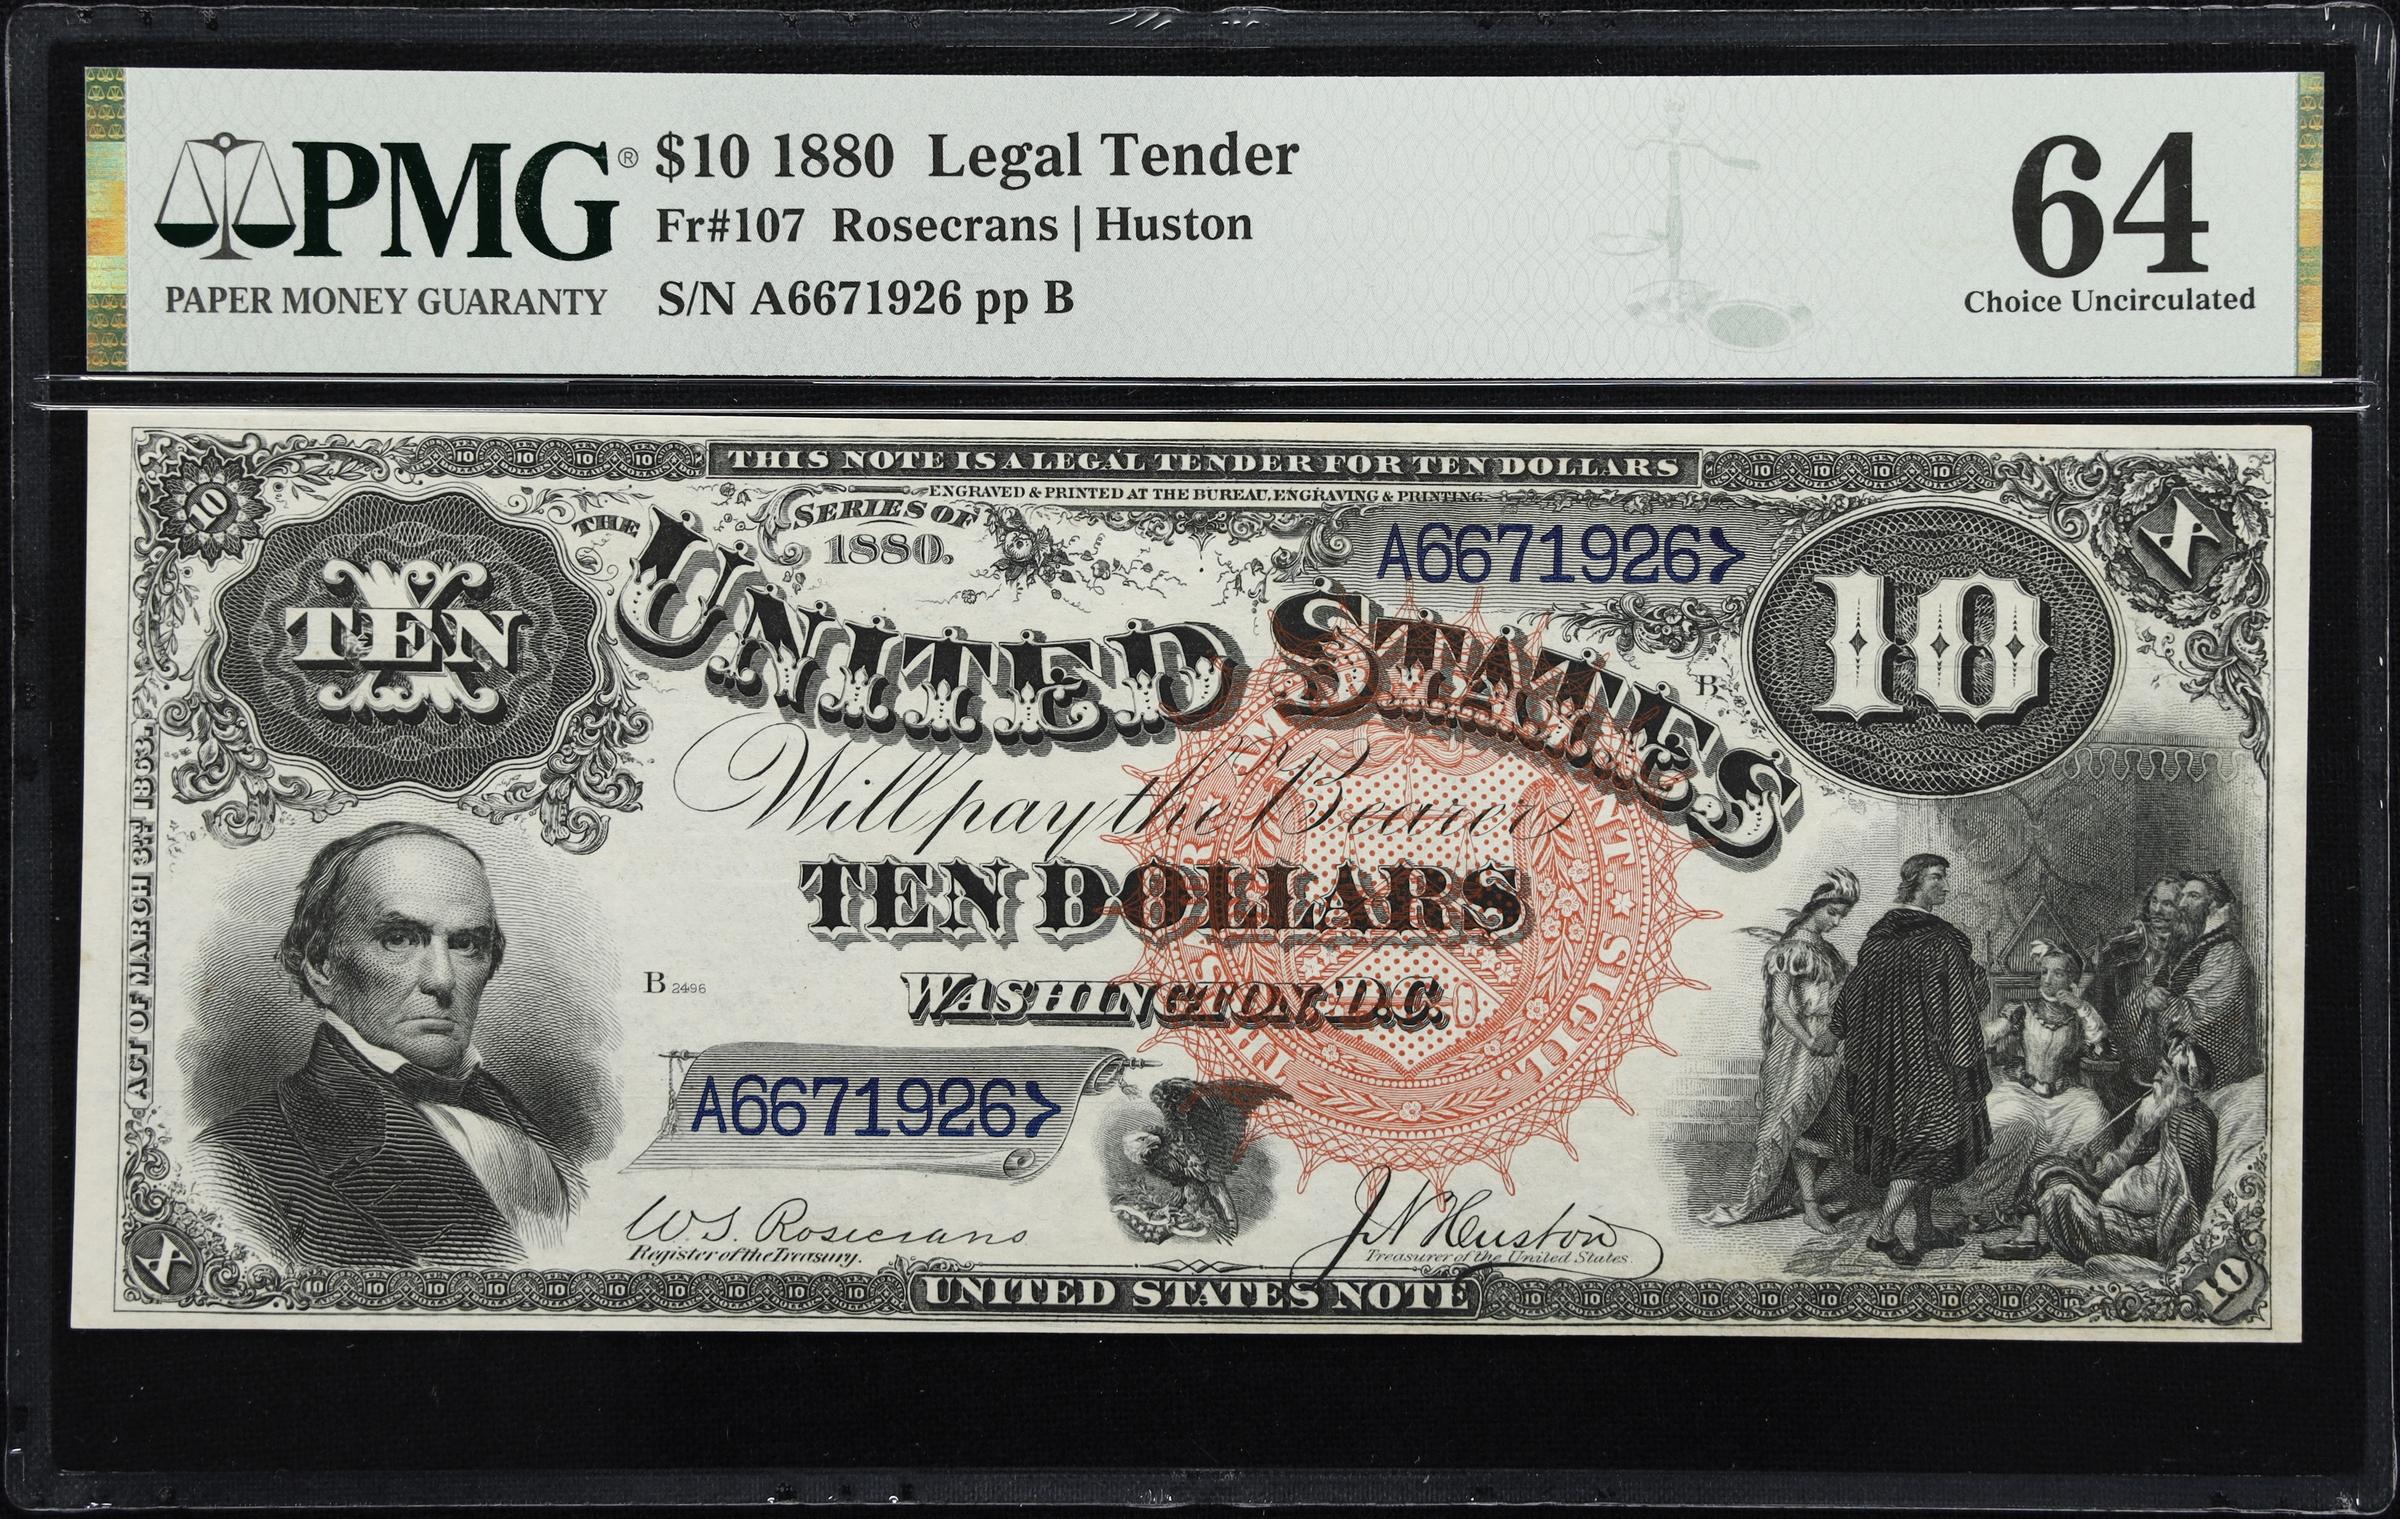 PMG®
PAPER MONEY GUARANTY
$10 1880 Legal Tender
Fr#107 Rosecrans | Huston
S/N A6671926 pp B
64
Choice Uncirculated
THIS NOTE IS A LEGAL TENDER FOR TEN DOLLARS
ENGRAVED & PRINTED AT THE BUREAU, ENGRAVING & PRINTING.
SERIES OF
1880.
A6671926
10
X
TEN
10
THE
UNITED STATES
B
Will pay the Bearer
TEN DOLLARS
WASHINGTON, D.C.
B 2496
A6671926
ACT OF MARCH 3RD 1863.
W. S. Rosecrans
Register of the Treasury.
J N Huston
Treasurer of the United States.
X
UNITED STATES NOTE
10